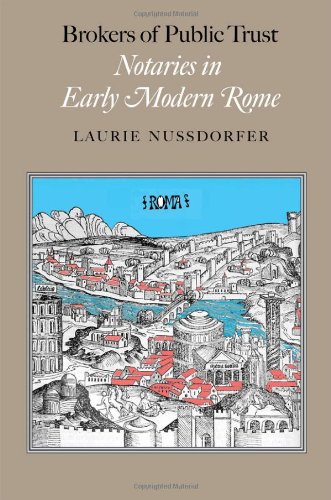 Brokers of Public Trust
Notaries in
Early Modern Rome
LAURIE NUSSDORFER
ROMA